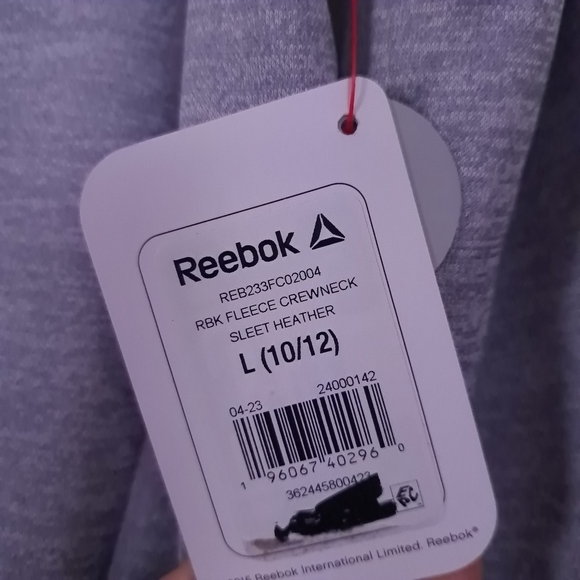 Reebok
REB233FC02004
RBK FLEECE CREWNECK
SLEET HEATHER
L (10/12)
04-23 24000142
1 96067 40296 0
362445800423
Reebok International Limited. Reebok®